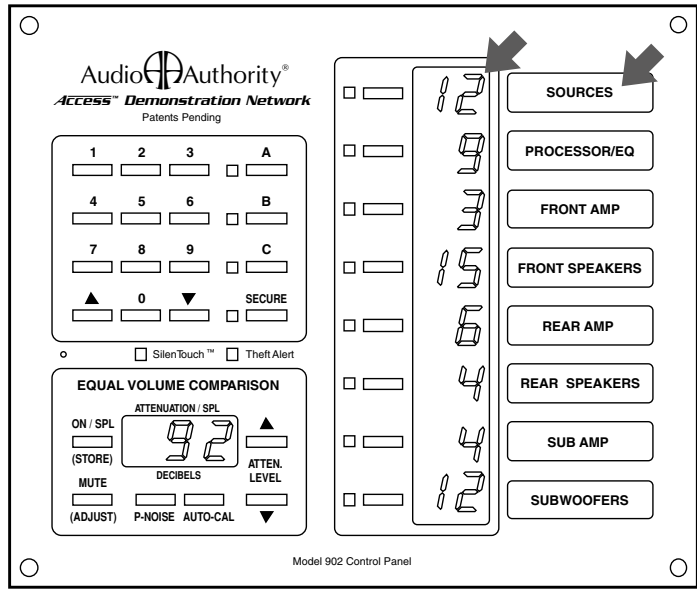 Audio Authority®
Access™ Demonstration Network
Patents Pending
1 2 3 A
4 5 6 B
7 8 9 C
▲ 0 ▼ SECURE
SilenTouch™ Theft Alert
EQUAL VOLUME COMPARISON
ATTENUATION / SPL
ON / SPL
92
(STORE)
DECIBELS
ATTEN.
LEVEL
MUTE
(ADJUST) P-NOISE AUTO-CAL
12 SOURCES
9 PROCESSOR/EQ
3 FRONT AMP
15 FRONT SPEAKERS
6 REAR AMP
4 REAR SPEAKERS
4 SUB AMP
12 SUBWOOFERS
Model 902 Control Panel